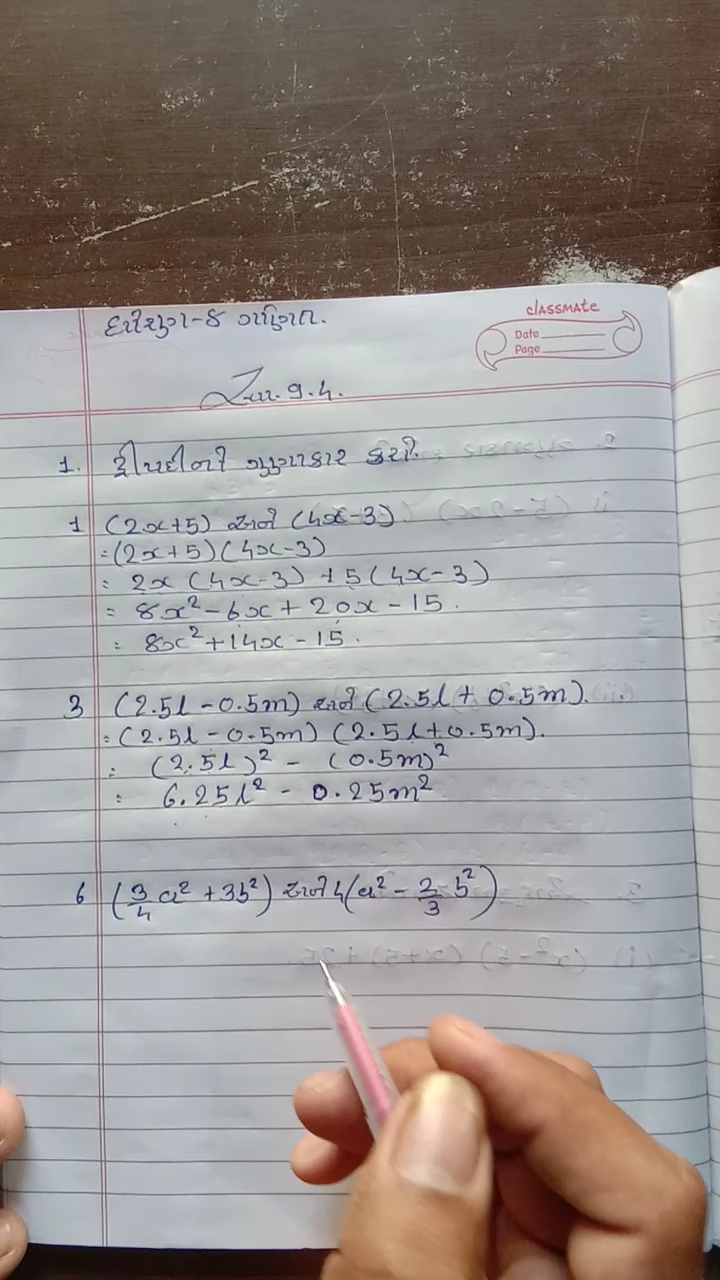 ધોરણ-૮ ગણિત.
classmate
Date
Page
સ્વા. 9.4.
1. દ્વીપદીનો ગુણાકાર કરો.
1 (2x+5) અને (4x-3)
=(2x+5)(4x-3)
= 2x(4x-3)+5(4x-3)
= 8x²-6x+20x-15.
= 8x²+14x-15.
3 (2.5l-0.5m) અને (2.5l+0.5m).
=(2.5l-0.5m)(2.5l+0.5m).
= (2.5l)² - (0.5m)²
= 6.25l² - 0.25m²
6 (3/4 a² + 3b²) અને 4(a² - 2/3 b²)